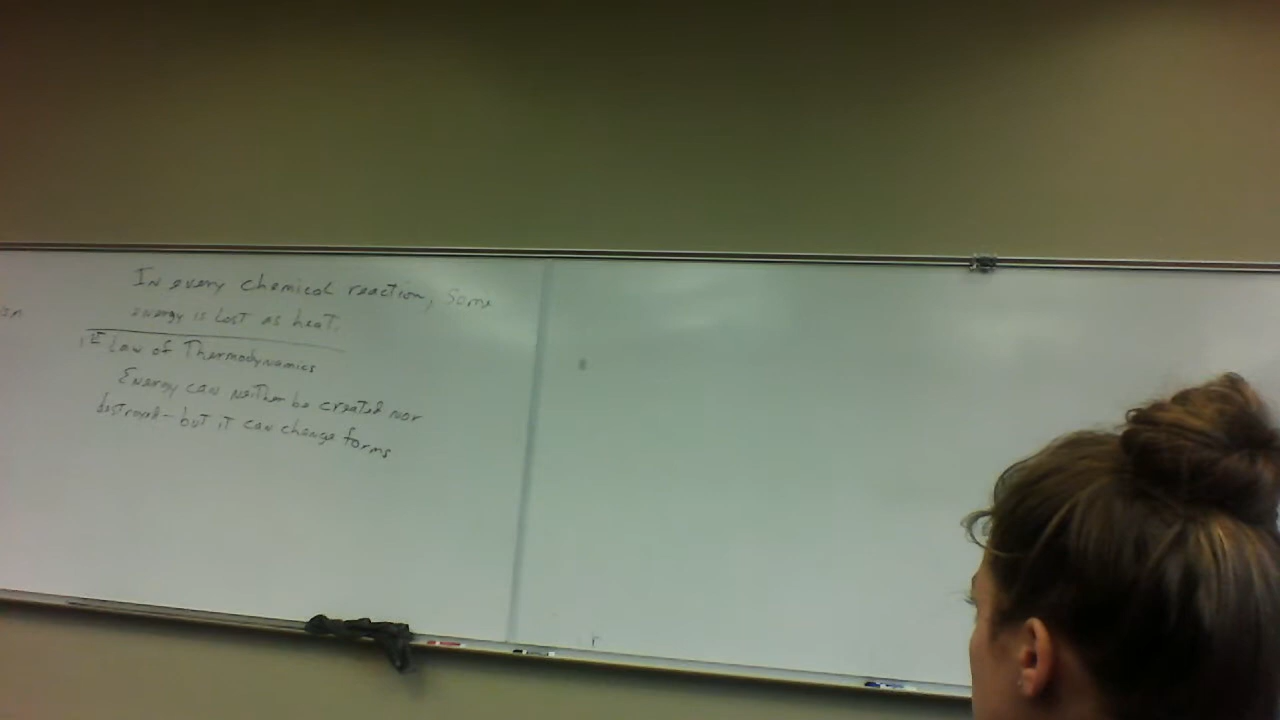 In every chemical reaction, some
energy is lost as heat.
1st Law of Thermodynamics
Energy can neither be created nor
destroyed - but it can change forms